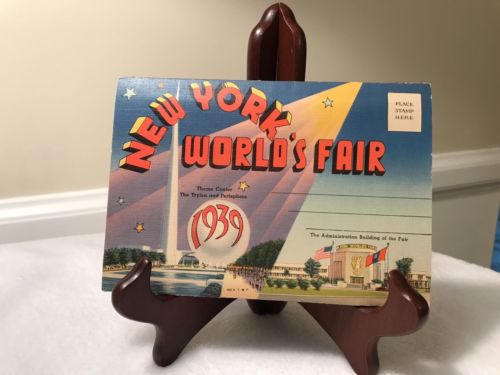 NEW YORK
WORLD'S FAIR
PLACE
STAMP
HERE
Theme Center
The Trylon and Perisphere
1939
The Administration Building of the Fair